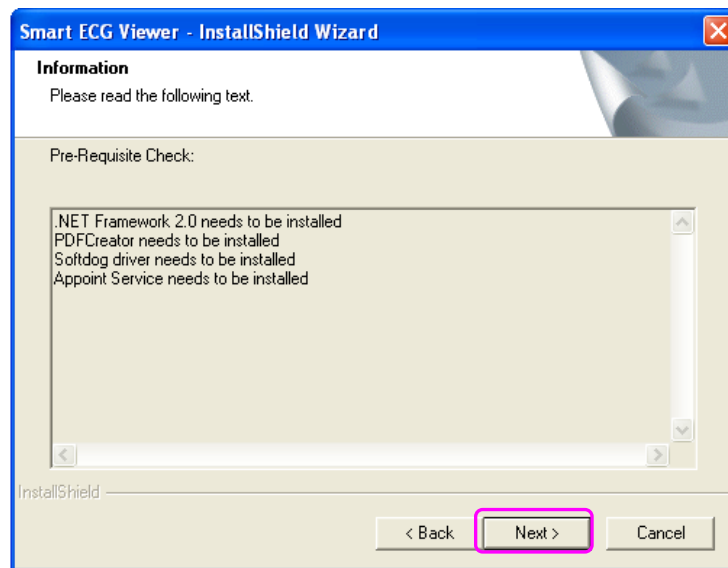 Smart ECG Viewer - InstallShield Wizard
Information
Please read the following text.
Pre-Requisite Check:
.NET Framework 2.0 needs to be installed
PDFCreator needs to be installed
Softdog driver needs to be installed
Appoint Service needs to be installed
InstallShield
< Back Next > Cancel